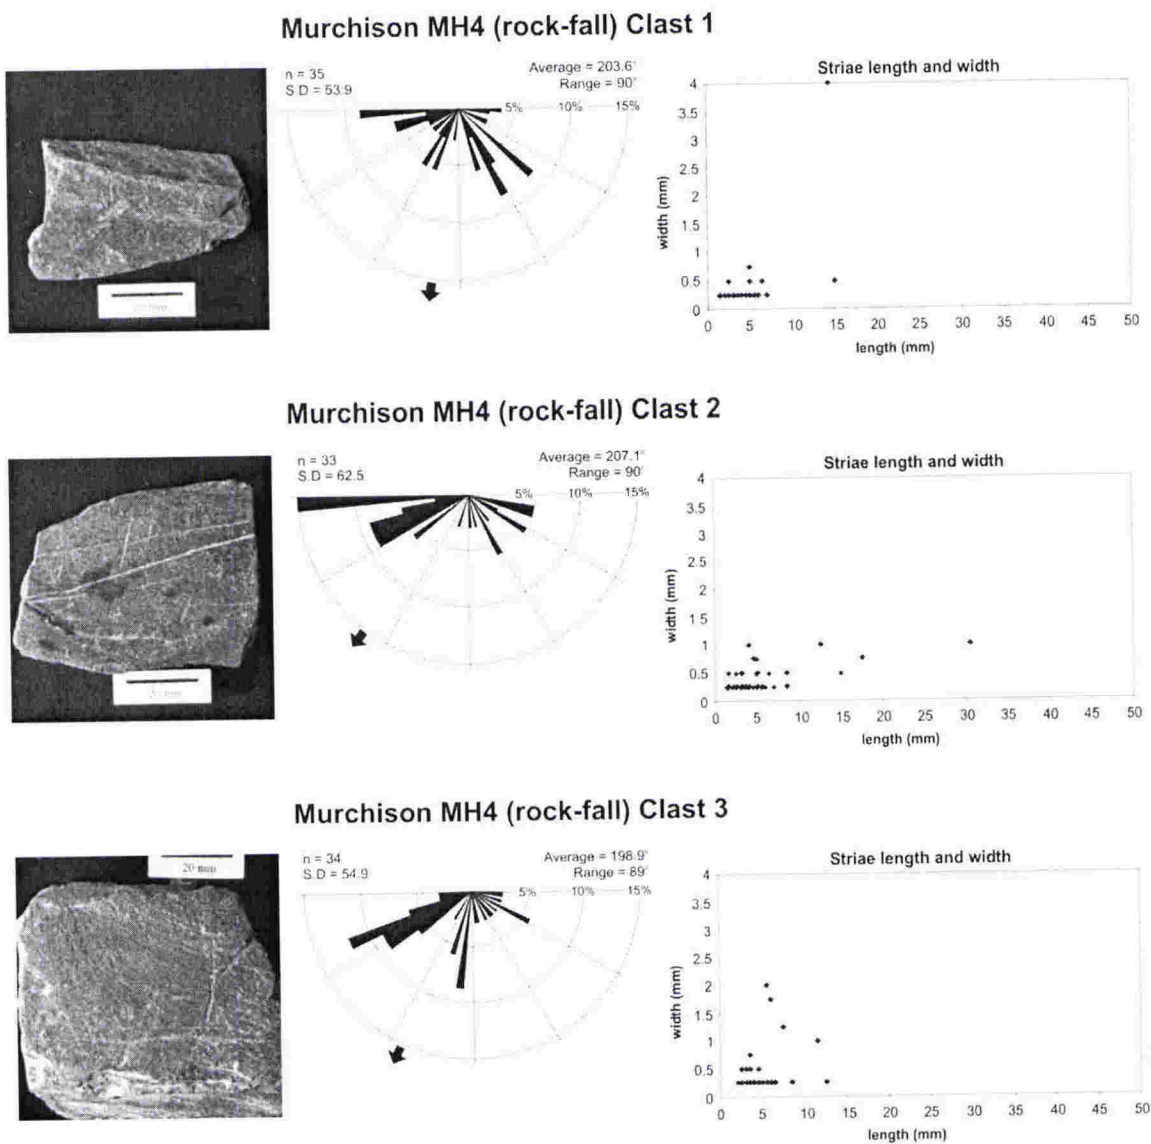 Murchison MH4 (rock-fall) Clast 1
n = 35
S.D = 53.9
Average = 203.6°
Range = 90°
5% 10% 15%
Striae length and width
width (mm)
4
3.5
3
2.5
2
1.5
1
0.5
0
0 5 10 15 20 25 30 35 40 45 50
length (mm)
Murchison MH4 (rock-fall) Clast 2
n = 33
S.D = 62.5
Average = 207.1°
Range = 90°
5% 10% 15%
Striae length and width
width (mm)
4
3.5
3
2.5
2
1.5
1
0.5
0
0 5 10 15 20 25 30 35 40 45 50
length (mm)
Murchison MH4 (rock-fall) Clast 3
20 mm
n = 34
S.D = 54.9
Average = 198.9°
Range = 89°
5% 10% 15%
Striae length and width
width (mm)
4
3.5
3
2.5
2
1.5
1
0.5
0
0 5 10 15 20 25 30 35 40 45 50
length (mm)